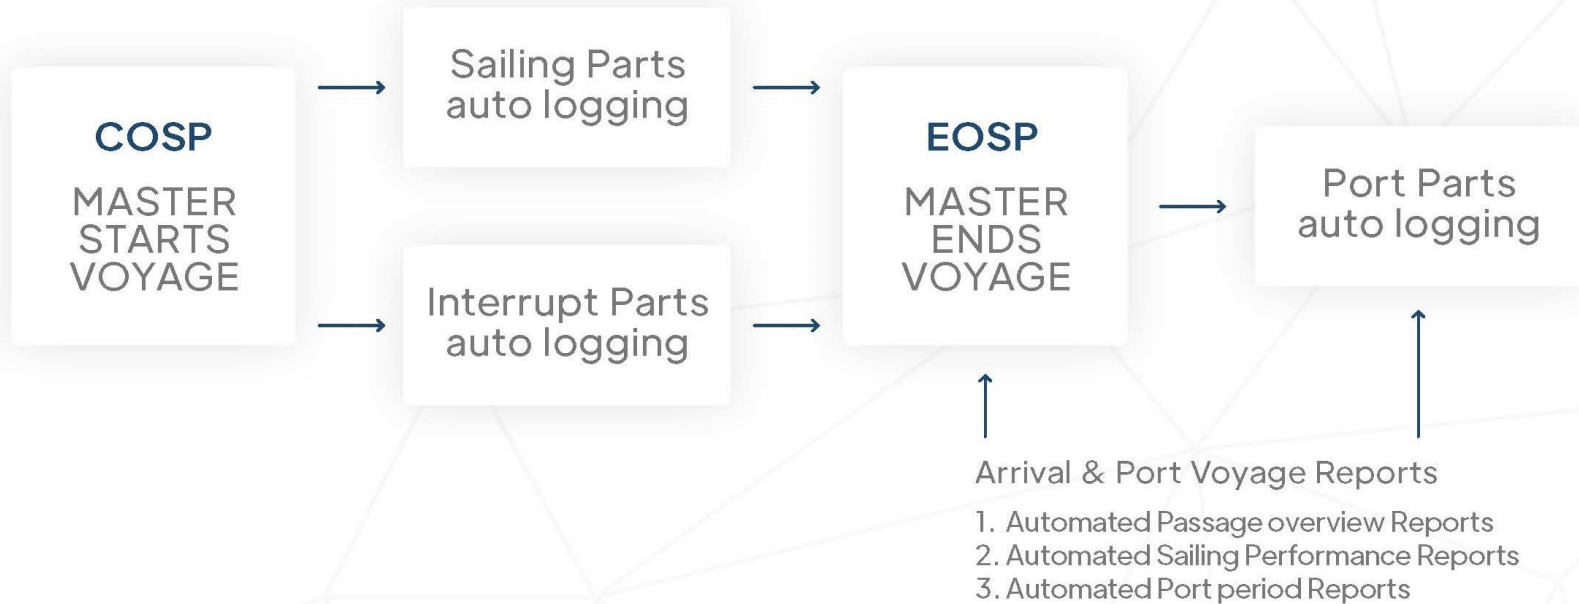 COSP
MASTER
STARTS
VOYAGE
Sailing Parts
auto logging
Interrupt Parts
auto logging
EOSP
MASTER
ENDS
VOYAGE
Port Parts
auto logging
Arrival & Port Voyage Reports
1. Automated Passage overview Reports
2. Automated Sailing Performance Reports
3. Automated Port period Reports